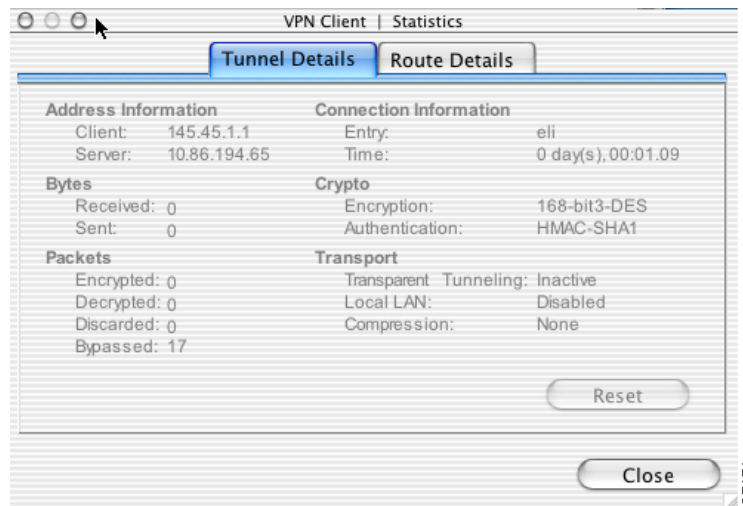 VPN Client | Statistics
Tunnel Details Route Details
Address Information
Client: 145.45.1.1
Server: 10.86.194.65
Connection Information
Entry: eli
Time: 0 day(s), 00:01.09
Bytes
Received: 0
Sent: 0
Crypto
Encryption: 168-bit3-DES
Authentication: HMAC-SHA1
Packets
Encrypted: 0
Decrypted: 0
Discarded: 0
Bypassed: 17
Transport
Transparent Tunneling: Inactive
Local LAN: Disabled
Compression: None
Reset
Close